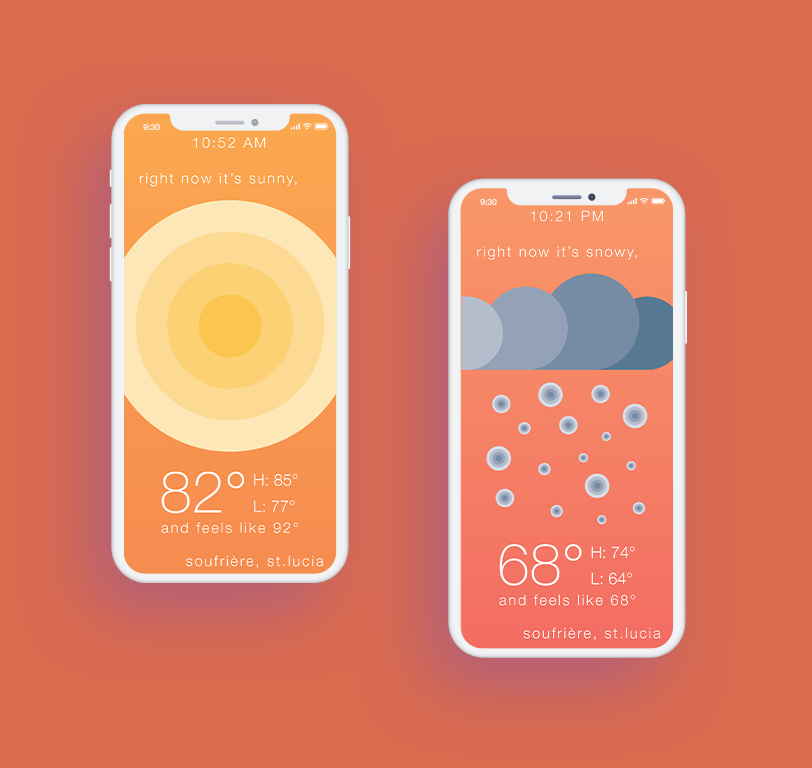 9:30
10:52 AM
right now it's sunny,
82° H: 85°
L: 77°
and feels like 92°
soufrière, st.lucia
9:30
10:21 PM
right now it's snowy,
68° H: 74°
L: 64°
and feels like 68°
soufrière, st.lucia